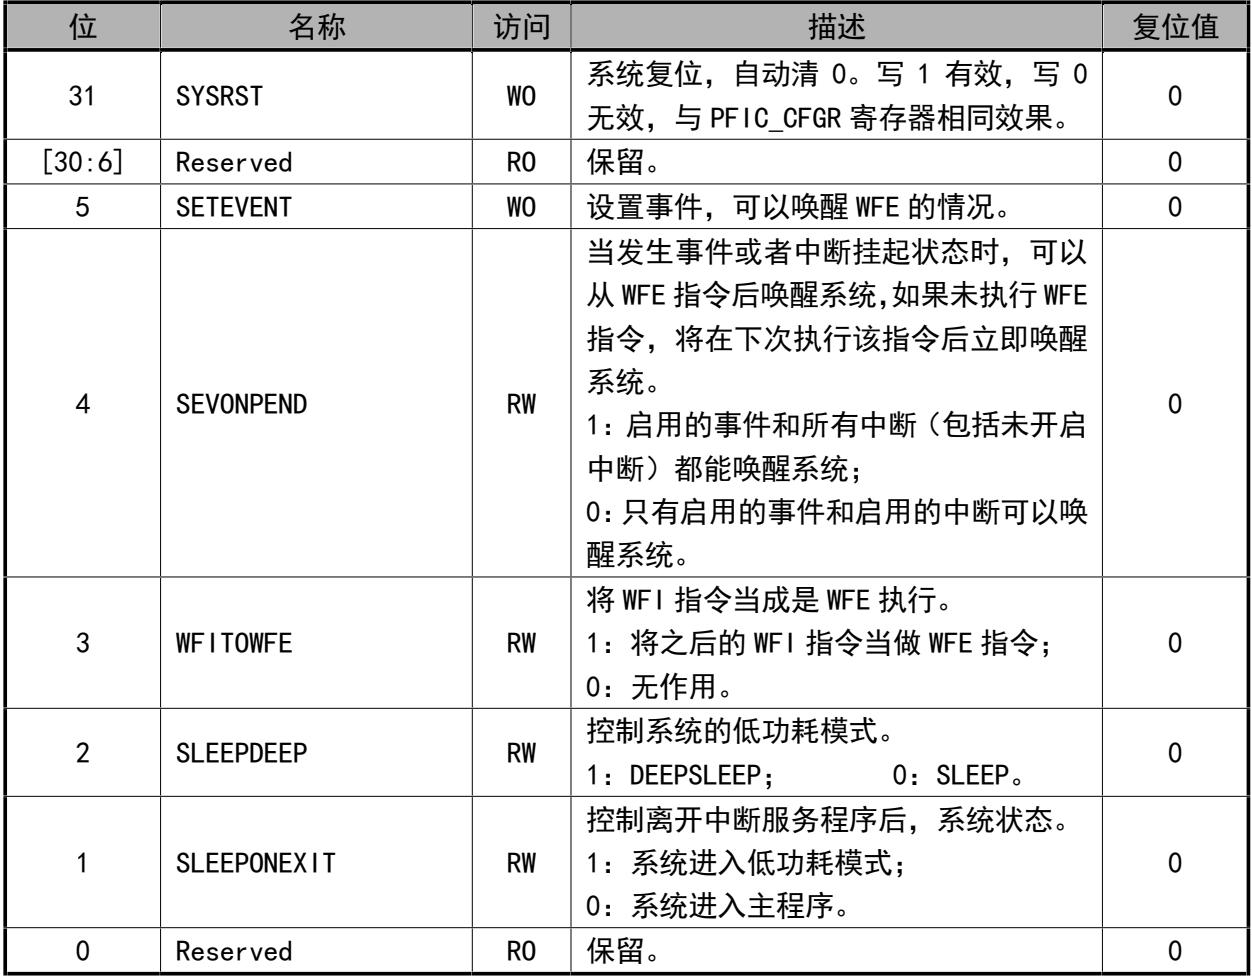 位 名称 访问 描述 复位值
31 SYSRST WO 系统复位，自动清 0。写 1 有效，写 0 0
无效，与 PFIC_CFGR 寄存器相同效果。
[30:6] Reserved RO 保留。 0
5 SETEVENT WO 设置事件，可以唤醒 WFE 的情况。 0
当发生事件或者中断挂起状态时，可以
从 WFE 指令后唤醒系统，如果未执行 WFE
指令，将在下次执行该指令后立即唤醒
系统。
4 SEVONPEND RW 1：启用的事件和所有中断（包括未开启 0
中断）都能唤醒系统；
0：只有启用的事件和启用的中断可以唤
醒系统。
将 WFI 指令当成是 WFE 执行。
3 WFITOWFE RW 1：将之后的 WFI 指令当做 WFE 指令； 0
0：无作用。
2 SLEEPDEEP RW 控制系统的低功耗模式。 0
1：DEEPSLEEP； 0：SLEEP。
控制离开中断服务程序后，系统状态。
1 SLEEPONEXIT RW 1：系统进入低功耗模式； 0
0：系统进入主程序。
0 Reserved RO 保留。 0